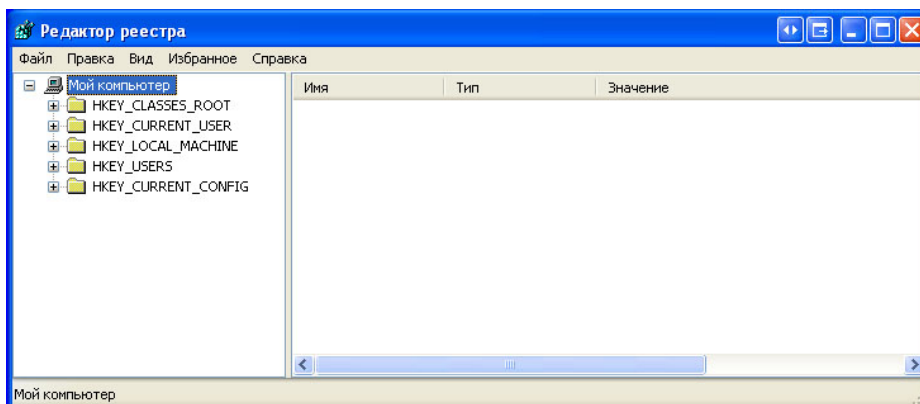 Редактор реестра
Файл Правка Вид Избранное Справка
Мой компьютер
HKEY_CLASSES_ROOT
HKEY_CURRENT_USER
HKEY_LOCAL_MACHINE
HKEY_USERS
HKEY_CURRENT_CONFIG
Имя Тип Значение
Мой компьютер